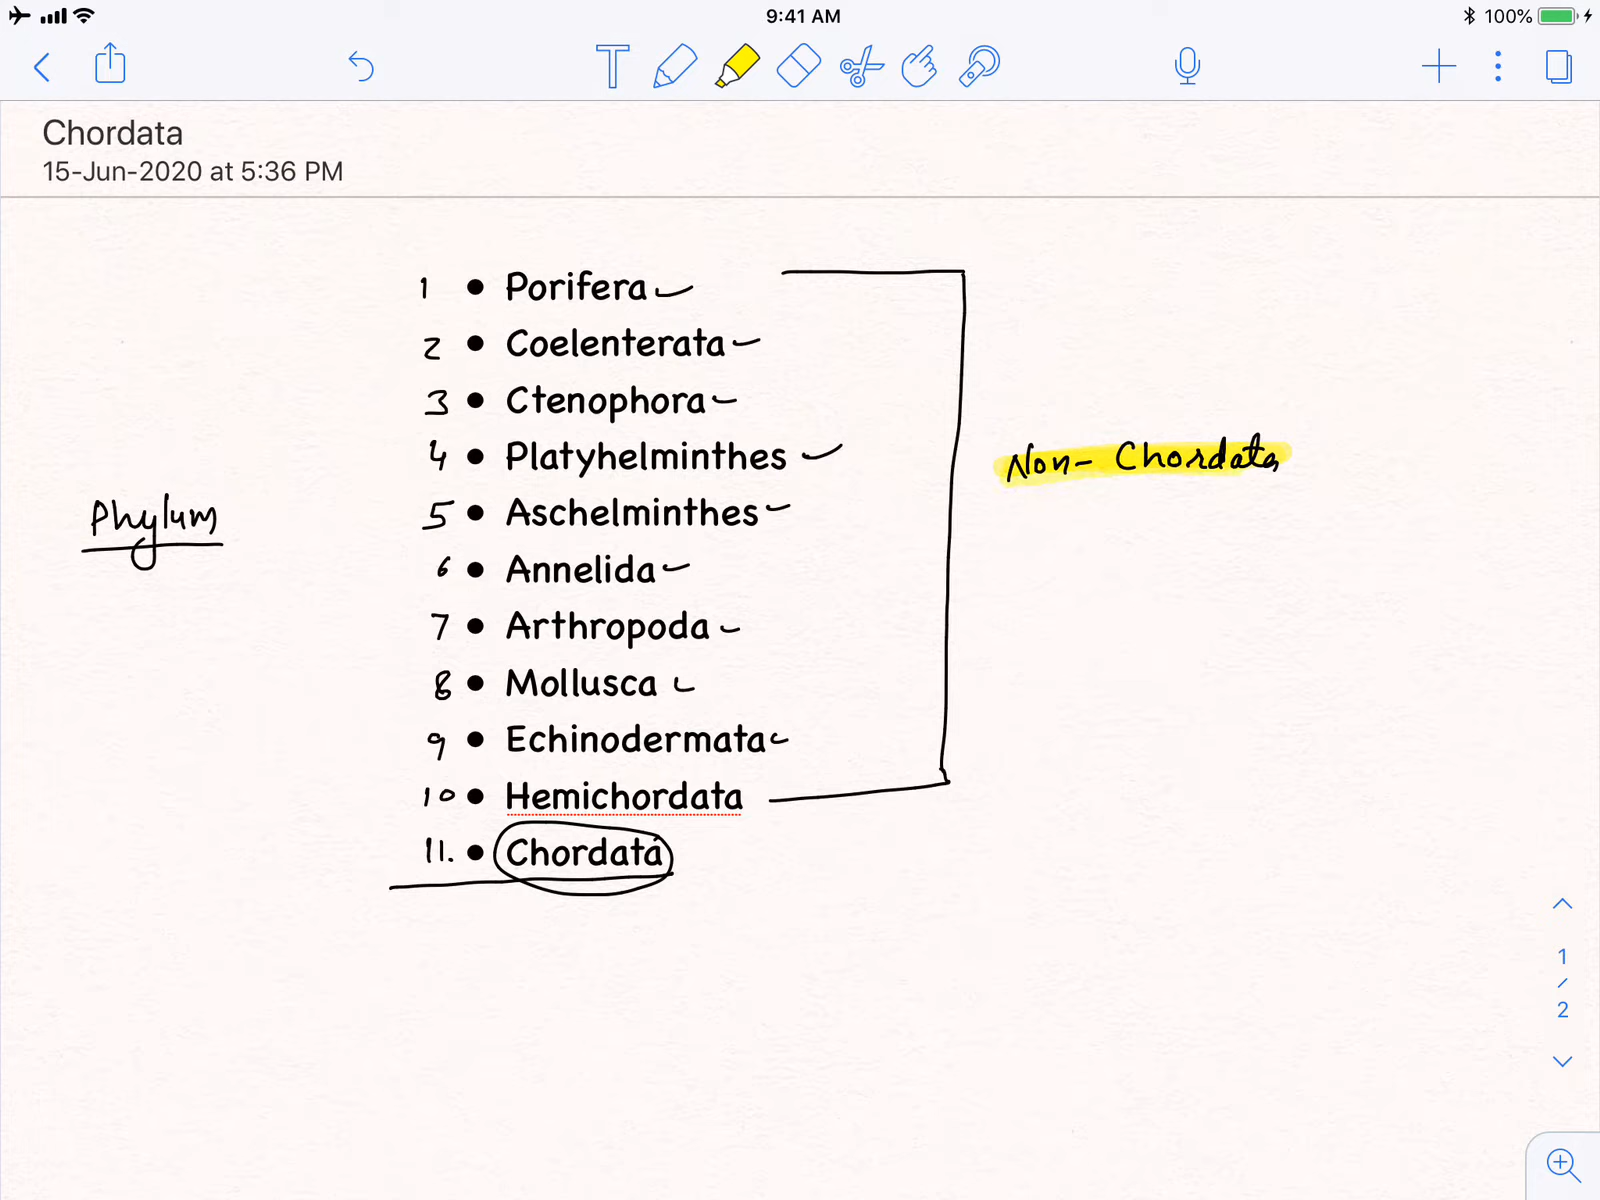 9:41 AM
100%
T
Chordata
15-Jun-2020 at 5:36 PM
1 • Porifera
2 • Coelenterata
3 • Ctenophora
4 • Platyhelminthes
Non- Chordata
5 • Aschelminthes
Phylum
6 • Annelida
7 • Arthropoda
8 • Mollusca
9 • Echinodermata
10 • Hemichordata
11. • Chordata
1
/
2